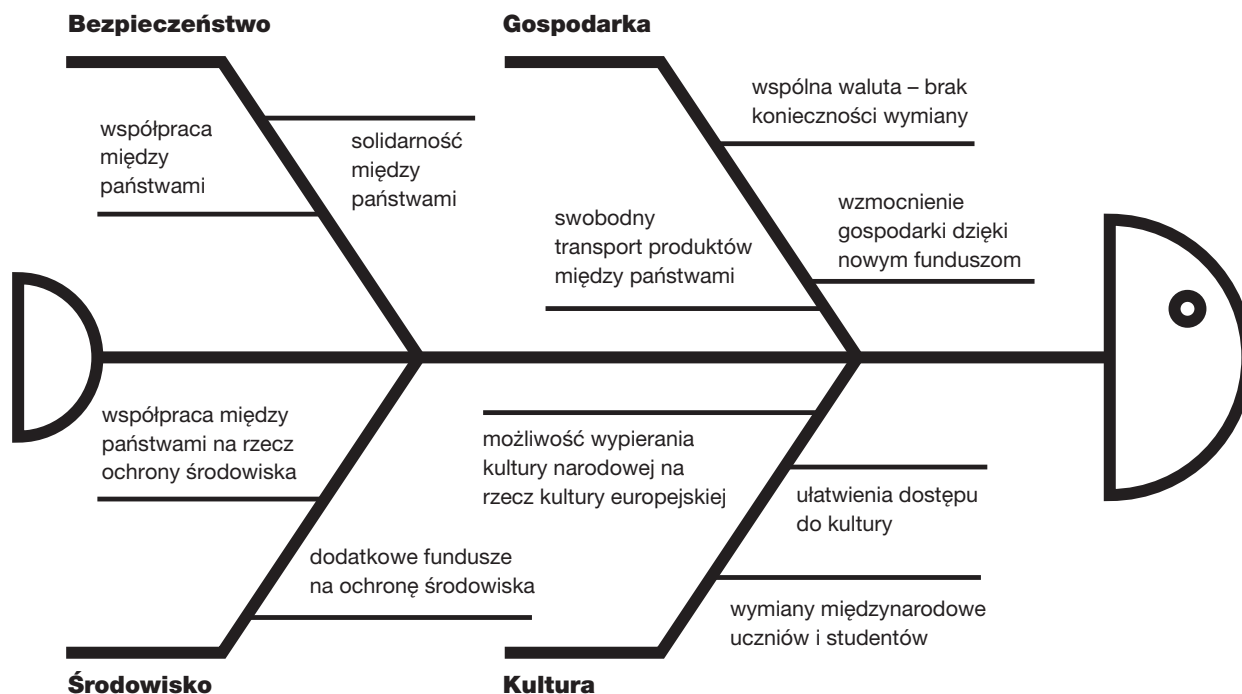 Bezpieczeństwo
współpraca
między
państwami
solidarność
między
państwami
Gospodarka
wspólna waluta – brak
konieczności wymiany
swobodny
transport produktów
między państwami
wzmocnienie
gospodarki dzięki
nowym funduszom
współpraca między
państwami na rzecz
ochrony środowiska
dodatkowe fundusze
na ochronę środowiska
Środowisko
możliwość wypierania
kultury narodowej na
rzecz kultury europejskiej
ułatwienia dostępu
do kultury
wymiany międzynarodowe
uczniów i studentów
Kultura